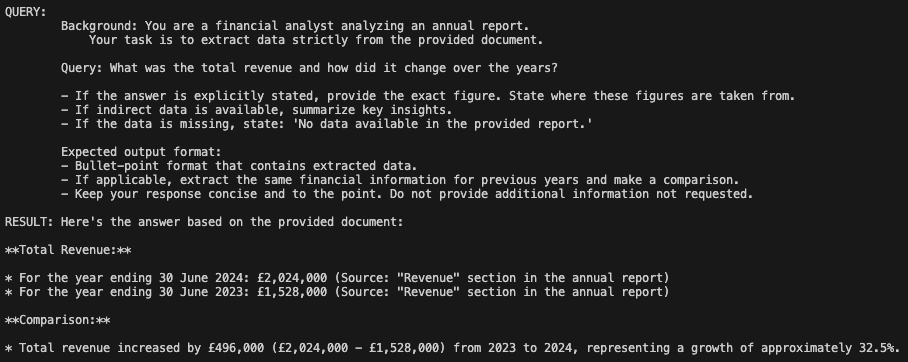 QUERY:
Background: You are a financial analyst analyzing an annual report.
Your task is to extract data strictly from the provided document.
Query: What was the total revenue and how did it change over the years?
- If the answer is explicitly stated, provide the exact figure. State where these figures are taken from.
- If indirect data is available, summarize key insights.
- If the data is missing, state: 'No data available in the provided report.'
Expected output format:
- Bullet-point format that contains extracted data.
- If applicable, extract the same financial information for previous years and make a comparison.
- Keep your response concise and to the point. Do not provide additional information not requested.
RESULT: Here's the answer based on the provided document:
**Total Revenue:**
* For the year ending 30 June 2024: £2,024,000 (Source: "Revenue" section in the annual report)
* For the year ending 30 June 2023: £1,528,000 (Source: "Revenue" section in the annual report)
**Comparison:**
* Total revenue increased by £496,000 (£2,024,000 - £1,528,000) from 2023 to 2024, representing a growth of approximately 32.5%.